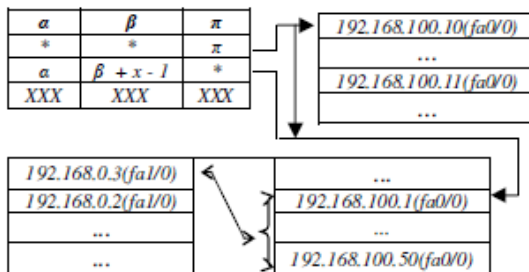 α β π
* * π
α β + x - 1 *
XXX XXX XXX
192.168.100.10(fa0/0)
...
192.168.100.11(fa0/0)
...
192.168.0.3(fa1/0)
192.168.0.2(fa1/0)
...
...
...
192.168.100.1(fa0/0)
...
192.168.100.50(fa0/0)